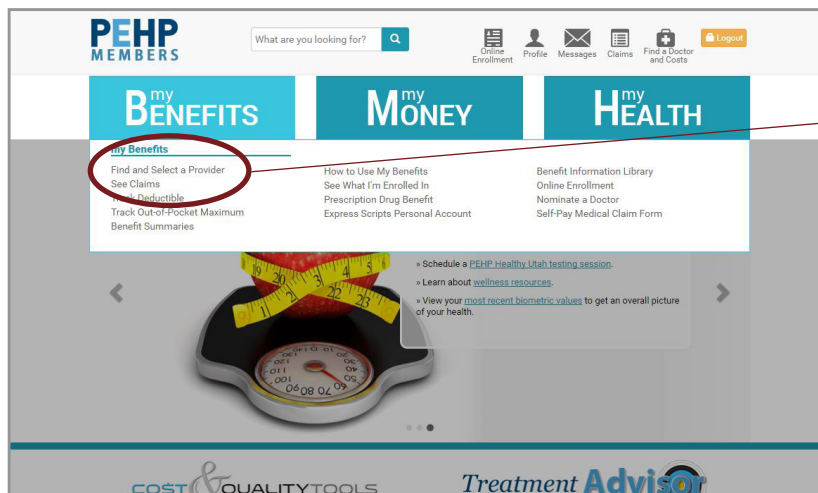 PEHP
MEMBERS
What are you looking for?
Online
Enrollment
Profile
Messages
Claims
Find a Doctor
and Costs
Logout
my
BENEFITS
my
MONEY
my
HEALTH
my Benefits
Find and Select a Provider
See Claims
Track Deductible
Track Out-of-Pocket Maximum
Benefit Summaries
How to Use My Benefits
See What I'm Enrolled In
Prescription Drug Benefit
Express Scripts Personal Account
Benefit Information Library
Online Enrollment
Nominate a Doctor
Self-Pay Medical Claim Form
» Schedule a PEHP Healthy Utah testing session.
» Learn about wellness resources.
» View your most recent biometric values to get an overall picture
of your health.
COST & QUALITY TOOLS
Treatment Advisor